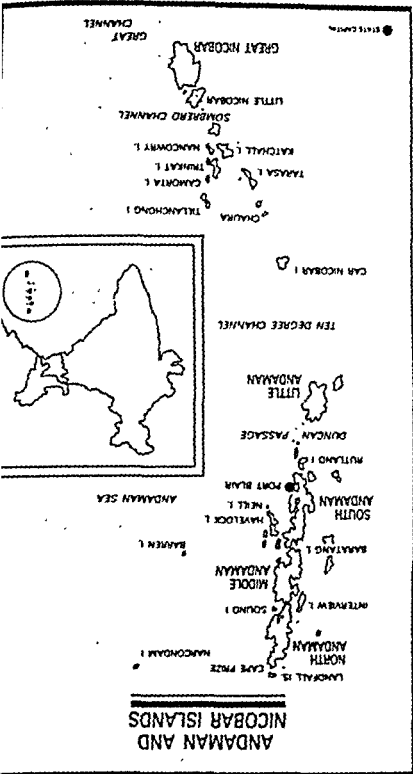 ANDAMAN AND
NICOBAR ISLANDS
LANDFALL IS.
CAPE PRIZE
NORTH
ANDAMAN
NARCONDAM I
INTERVIEW I.
SOUND I
MIDDLE
ANDAMAN
BARATANG I.
BARREN I.
HAVELOCK I.
NEILL I.
SOUTH
ANDAMAN
PORT BLAIR
ANDAMAN SEA
RUTLAND I
DUNCAN PASSAGE
LITTLE
ANDAMAN
TEN DEGREE CHANNEL
CAR NICOBAR I
CHAURA
TILLANCHONG I
TARASA I.
CAMORTA I.
TRINKAT I.
KATCHALL I.
NANCOWRY I.
SOMBRERO CHANNEL
LITTLE NICOBAR
GREAT NICOBAR
GREAT
CHANNEL
STATE CAPITAL